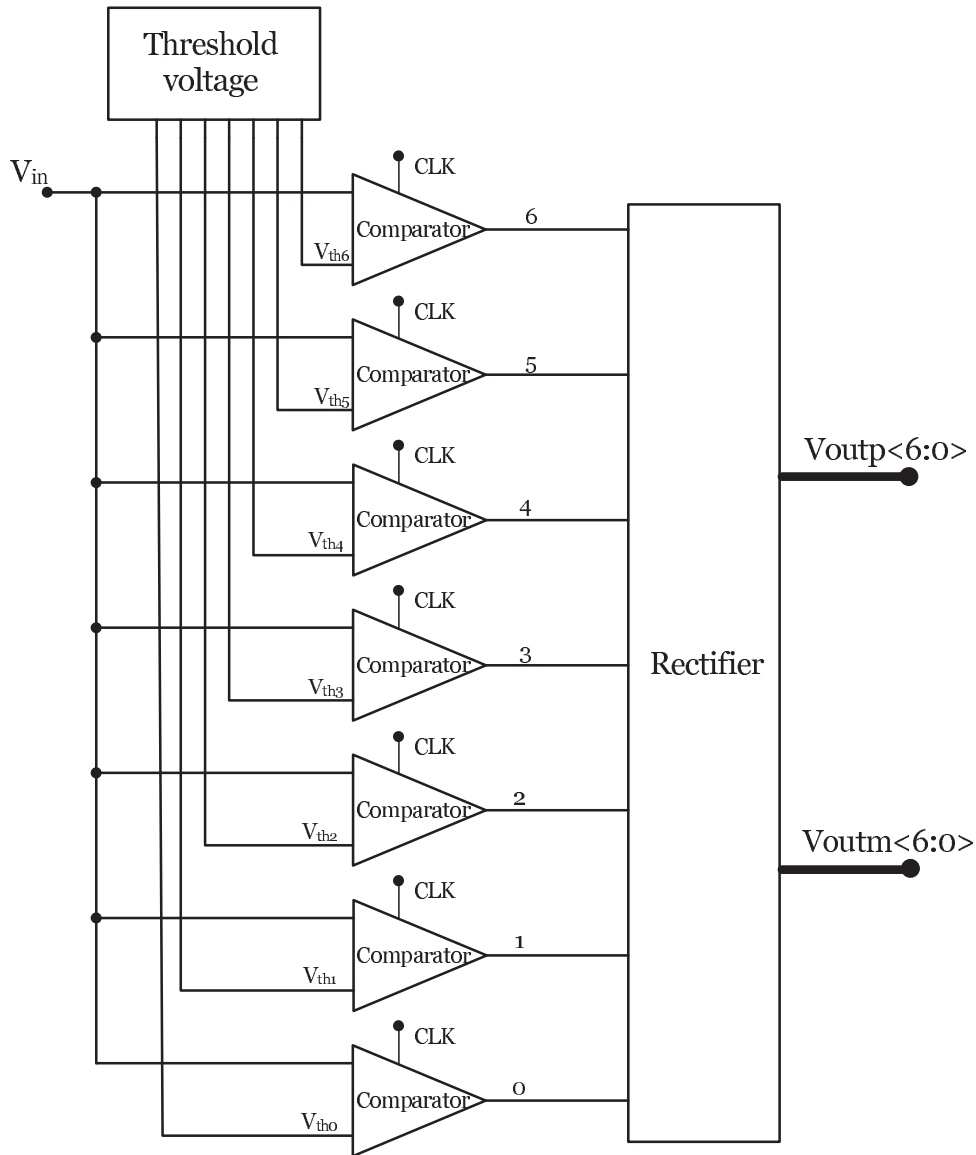 Threshold
voltage
Vin
CLK
Comparator
Vth6
6
CLK
Comparator
Vth5
5
CLK
Comparator
Vth4
4
Voutp<6:0>
CLK
Comparator
Vth3
3
Rectifier
CLK
Comparator
Vth2
2
Voutm<6:0>
CLK
Comparator
Vth1
1
CLK
Comparator
Vth0
0